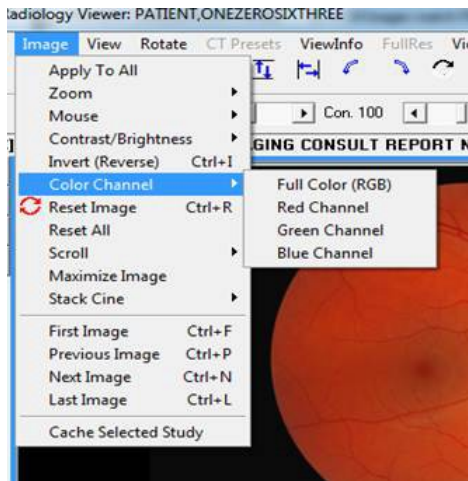 adiology Viewer: PATIENT,ONEZEROSIXTHREE
Image View Rotate CT Presets ViewInfo FullRes Vi
Apply To All
Zoom
Con. 100
Mouse
Contrast/Brightness
GING CONSULT REPORT N
Invert (Reverse) Ctrl+I
Color Channel
Full Color (RGB)
Reset Image Ctrl+R
Red Channel
Reset All
Green Channel
Scroll
Blue Channel
Maximize Image
Stack Cine
First Image Ctrl+F
Previous Image Ctrl+P
Next Image Ctrl+N
Last Image Ctrl+L
Cache Selected Study